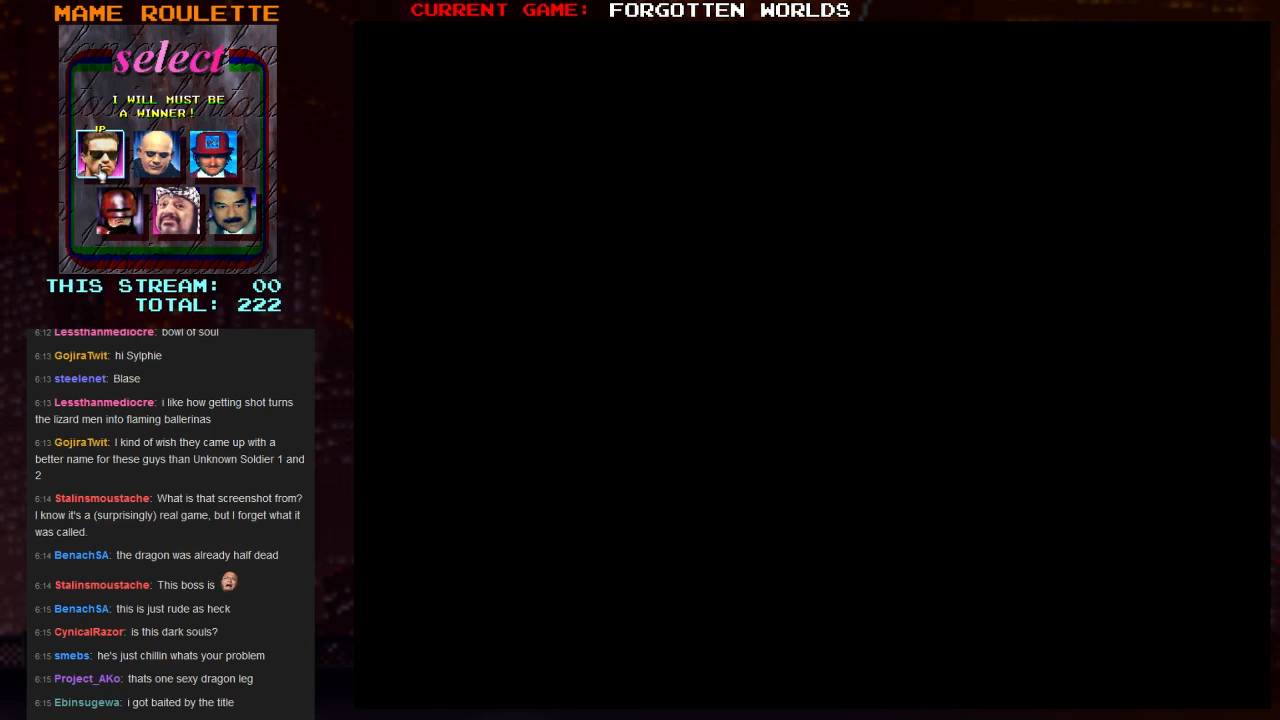 MAME ROULETTE
CURRENT GAME: FORGOTTEN WORLDS
select
I WILL MUST BE
A WINNER!
1P
THIS STREAM: 00
TOTAL: 222
6:12 Lessthanmediocre: bowl of soul
6:13 GojiraTwit: hi Sylphie
6:13 steelenet: Blase
6:13 Lessthanmediocre: i like how getting shot turns
the lizard men into flaming ballerinas
6:13 GojiraTwit: I kind of wish they came up with a
better name for these guys than Unknown Soldier 1 and
2
6:14 Stalinsmoustache: What is that screenshot from?
I know it's a (surprisingly) real game, but I forget what it
was called.
6:14 BenachSA: the dragon was already half dead
6:14 Stalinsmoustache: This boss is
6:15 BenachSA: this is just rude as heck
6:15 CynicalRazor: is this dark souls?
6:15 smebs: he's just chillin whats your problem
6:15 Project_AKo: thats one sexy dragon leg
6:15 Ebinsugewa: i got baited by the title